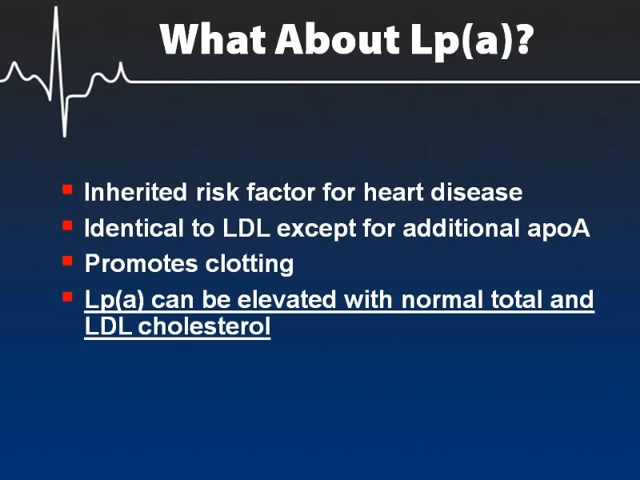 What About Lp(a)?
Inherited risk factor for heart disease
Identical to LDL except for additional apoA
Promotes clotting
Lp(a) can be elevated with normal total and
LDL cholesterol